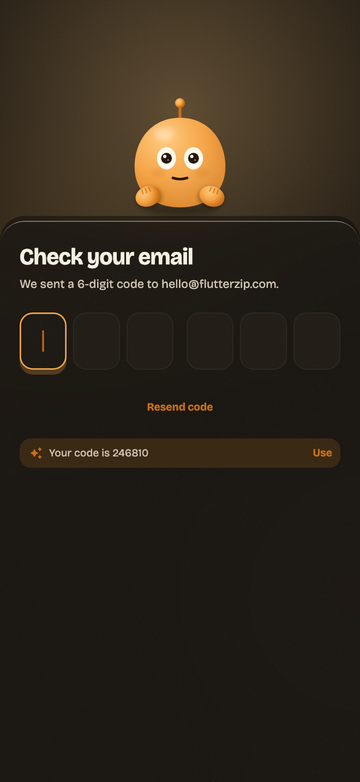 Check your email
We sent a 6-digit code to hello@flutterzip.com.
Resend code
Your code is 246810
Use